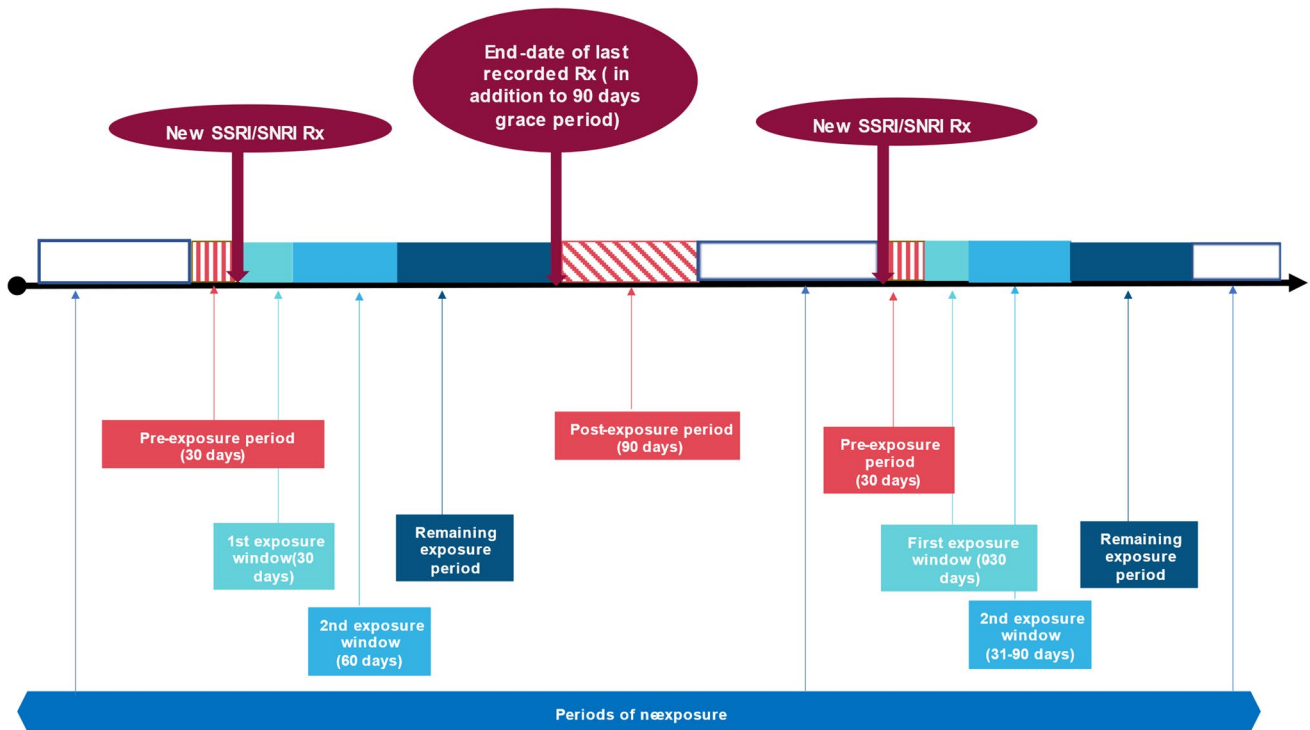 End-date of last
recorded Rx ( in
addition to 90 days
grace period)
New SSRI/SNRI Rx
New SSRI/SNRI Rx
Pre-exposure period
(30 days)
Post-exposure period
(90 days)
Pre-exposure
period
(30 days)
1st exposure
window(30
days)
Remaining
exposure
period
First exposure
window (030
days)
Remaining
exposure
period
2nd exposure
window
(60 days)
2nd exposure
window
(31-90 days)
Periods of neexposure